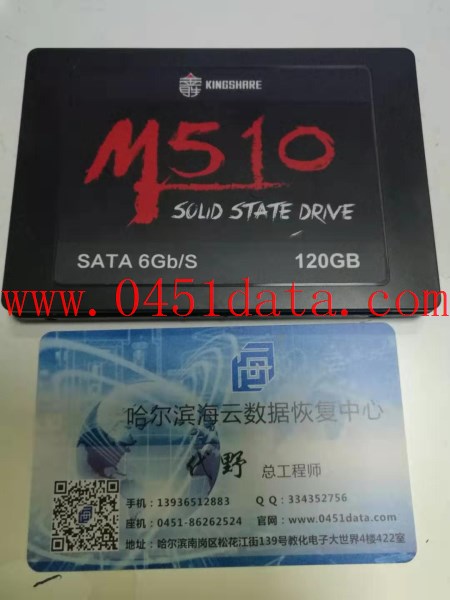 KINGSHARE
M510
SOLID STATE DRIVE
SATA 6Gb/S 120GB
www.0451data.com
哈尔滨海云数据恢复中心
代野 总工程师
手机：13936512883 QQ：334352756
座机：0451-86262524 官网：www.0451data.com
地址：哈尔滨南岗区松花江街139号教化电子大世界4楼422室